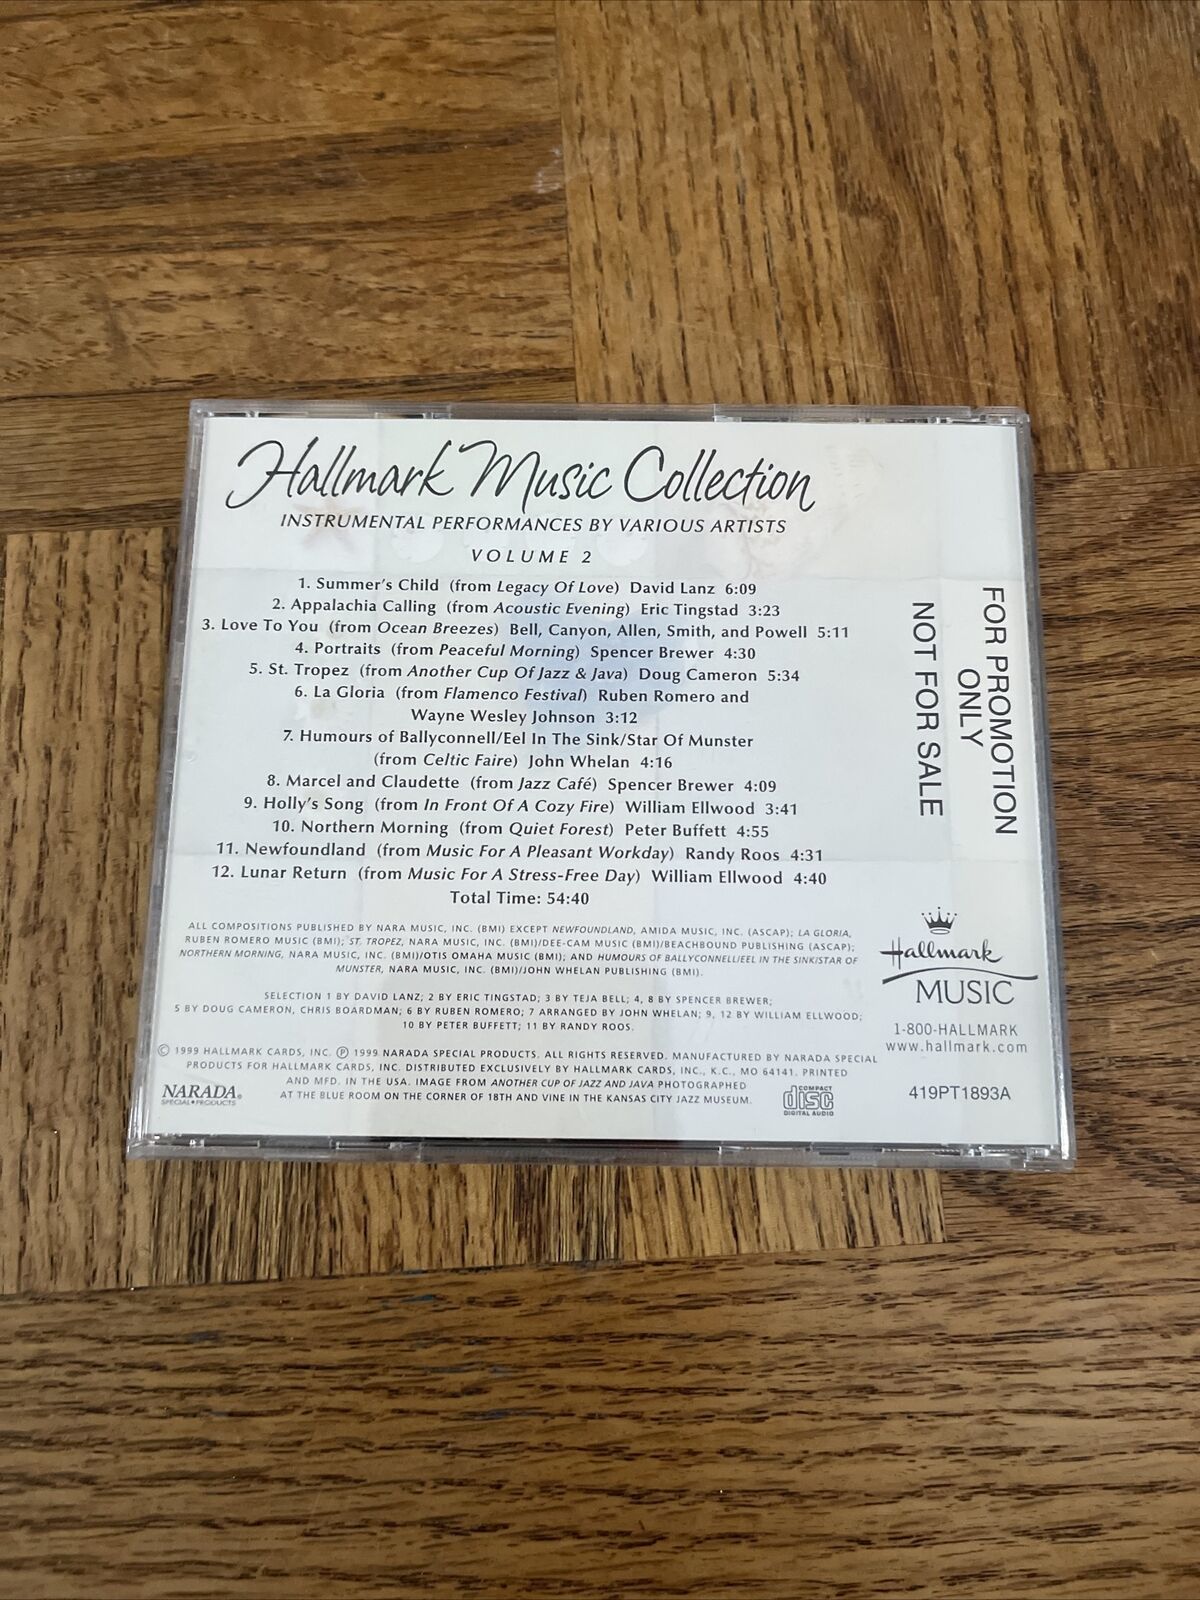 Hallmark Music Collection
INSTRUMENTAL PERFORMANCES BY VARIOUS ARTISTS
VOLUME 2
1. Summer's Child (from Legacy Of Love) David Lanz 6:09
2. Appalachia Calling (from Acoustic Evening) Eric Tingstad 3:23
3. Love To You (from Ocean Breezes) Bell, Canyon, Allen, Smith, and Powell 5:11
4. Portraits (from Peaceful Morning) Spencer Brewer 4:30
5. St. Tropez (from Another Cup Of Jazz & Java) Doug Cameron 5:34
6. La Gloria (from Flamenco Festival) Ruben Romero and
Wayne Wesley Johnson 3:12
7. Humours of Ballyconnell/Eel In The Sink/Star Of Munster
(from Celtic Faire) John Whelan 4:16
8. Marcel and Claudette (from Jazz Café) Spencer Brewer 4:09
9. Holly's Song (from In Front Of A Cozy Fire) William Ellwood 3:41
10. Northern Morning (from Quiet Forest) Peter Buffett 4:55
11. Newfoundland (from Music For A Pleasant Workday) Randy Roos 4:31
12. Lunar Return (from Music For A Stress-Free Day) William Ellwood 4:40
Total Time: 54:40
FOR PROMOTION
ONLY
NOT FOR SALE
ALL COMPOSITIONS PUBLISHED BY NARA MUSIC, INC. (BMI) EXCEPT NEWFOUNDLAND, AMIDA MUSIC, INC. (ASCAP); LA GLORIA,
RUBEN ROMERO MUSIC (BMI); ST. TROPEZ, NARA MUSIC, INC. (BMI)/DEE-CAM MUSIC (BMI)/BEACHBOUND PUBLISHING (ASCAP);
NORTHERN MORNING, NARA MUSIC, INC. (BMI)/OTIS OMAHA MUSIC (BMI); AND HUMOURS OF BALLYCONNELL/EEL IN THE SINK/STAR OF
MUNSTER, NARA MUSIC, INC. (BMI)/JOHN WHELAN PUBLISHING (BMI).
SELECTION 1 BY DAVID LANZ; 2 BY ERIC TINGSTAD; 3 BY TEJA BELL; 4, 8 BY SPENCER BREWER;
5 BY DOUG CAMERON, CHRIS BOARDMAN; 6 BY RUBEN ROMERO; 7 ARRANGED BY JOHN WHELAN; 9, 12 BY WILLIAM ELLWOOD;
10 BY PETER BUFFETT; 11 BY RANDY ROOS.
© 1999 HALLMARK CARDS, INC. ℗ 1999 NARADA SPECIAL PRODUCTS. ALL RIGHTS RESERVED. MANUFACTURED BY NARADA SPECIAL
PRODUCTS FOR HALLMARK CARDS, INC. DISTRIBUTED EXCLUSIVELY BY HALLMARK CARDS, INC., K.C., MO 64141. PRINTED
AND MFD. IN THE USA. IMAGE FROM ANOTHER CUP OF JAZZ AND JAVA PHOTOGRAPHED
AT THE BLUE ROOM ON THE CORNER OF 18TH AND VINE IN THE KANSAS CITY JAZZ MUSEUM.
NARADA®
SPECIAL•PRODUCTS
COMPACT
disc
DIGITAL AUDIO
Hallmark
MUSIC
1-800-HALLMARK
www.hallmark.com
419PT1893A